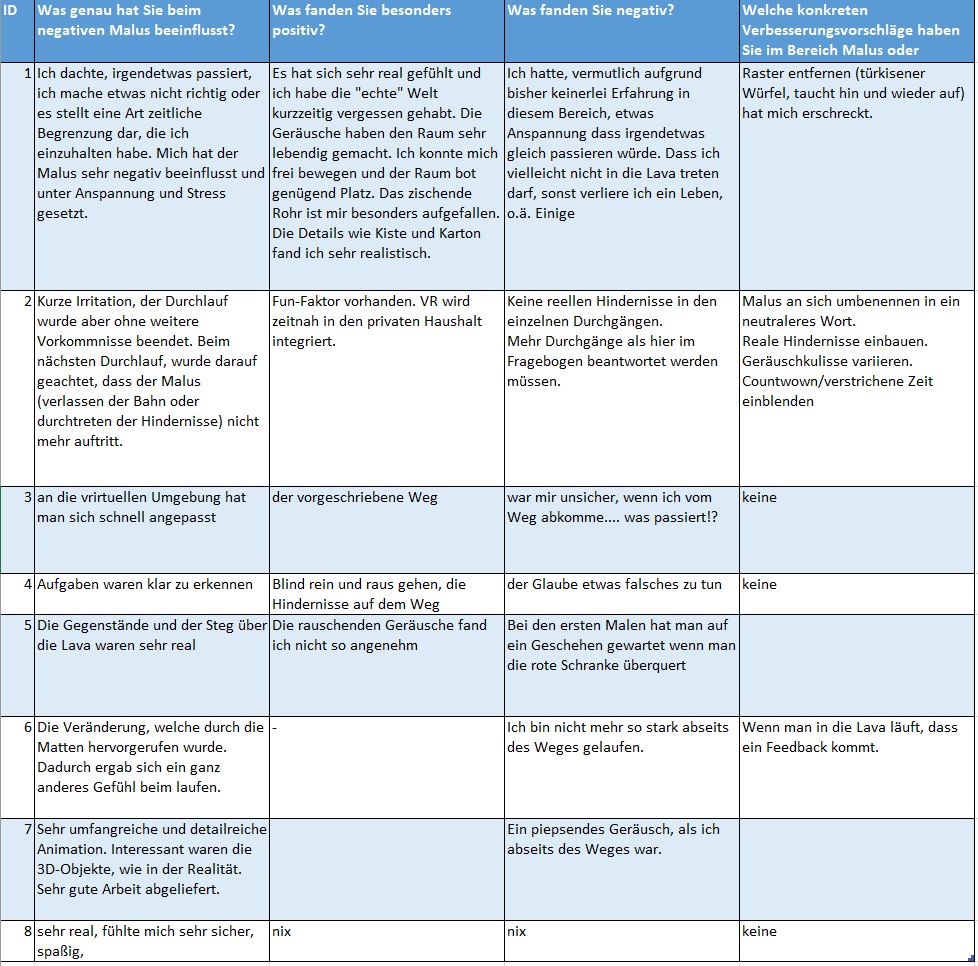 ID
Was genau hat Sie beim
negativen Malus beeinflusst?
Was fanden Sie besonders
positiv?
Was fanden Sie negativ?
Welche konkreten
Verbesserungsvorschläge haben
Sie im Bereich Malus oder
1
Ich dachte, irgendetwas passiert,
ich mache etwas nicht richtig oder
es stellt eine Art zeitliche
Begrenzung dar, die ich
einzuhalten habe. Mich hat der
Malus sehr negativ beeinflusst und
unter Anspannung und Stress
gesetzt.
Es hat sich sehr real gefühlt und
ich habe die "echte" Welt
kurzzeitig vergessen gehabt. Die
Geräusche haben den Raum sehr
lebendig gemacht. Ich konnte mich
frei bewegen und der Raum bot
genügend Platz. Das zischende
Rohr ist mir besonders aufgefallen.
Die Details wie Kiste und Karton
fand ich sehr realistisch.
Ich hatte, vermutlich aufgrund
bisher keinerlei Erfahrung in
diesem Bereich, etwas
Anspannung dass irgendetwas
gleich passieren würde. Dass ich
vielleicht nicht in die Lava treten
darf, sonst verliere ich ein Leben,
o.ä. Einige
Raster entfernen (türkisener
Würfel, taucht hin und wieder auf)
hat mich erschreckt.
2
Kurze Irritation, der Durchlauf
wurde aber ohne weitere
Vorkommnisse beendet. Beim
nächsten Durchlauf, wurde darauf
geachtet, dass der Malus
(verlassen der Bahn oder
durchtreten der Hindernisse) nicht
mehr auftritt.
Fun-Faktor vorhanden. VR wird
zeitnah in den privaten Haushalt
integriert.
Keine reellen Hindernisse in den
einzelnen Durchgängen.
Mehr Durchgänge als hier im
Fragebogen beantwortet werden
müssen.
Malus an sich umbenennen in ein
neutraleres Wort.
Reale Hindernisse einbauen.
Geräuschkulisse variieren.
Countwown/verstrichene Zeit
einblenden
3
an die vrirtuellen Umgebung hat
man sich schnell angepasst
der vorgeschriebene Weg
war mir unsicher, wenn ich vom
Weg abkomme.... was passiert!?
keine
4
Aufgaben waren klar zu erkennen
Blind rein und raus gehen, die
Hindernisse auf dem Weg
der Glaube etwas falsches zu tun
keine
5
Die Gegenstände und der Steg über
die Lava waren sehr real
Die rauschenden Geräusche fand
ich nicht so angenehm
Bei den ersten Malen hat man auf
ein Geschehen gewartet wenn man
die rote Schranke überquert
6
Die Veränderung, welche durch die
Matten hervorgerufen wurde.
Dadurch ergab sich ein ganz
anderes Gefühl beim laufen.
-
Ich bin nicht mehr so stark abseits
des Weges gelaufen.
Wenn man in die Lava läuft, dass
ein Feedback kommt.
7
Sehr umfangreiche und detailreiche
Animation. Interessant waren die
3D-Objekte, wie in der Realität.
Sehr gute Arbeit abgeliefert.
Ein piepsendes Geräusch, als ich
abseits des Weges war.
8
sehr real, fühlte mich sehr sicher,
spaßig,
nix
nix
keine